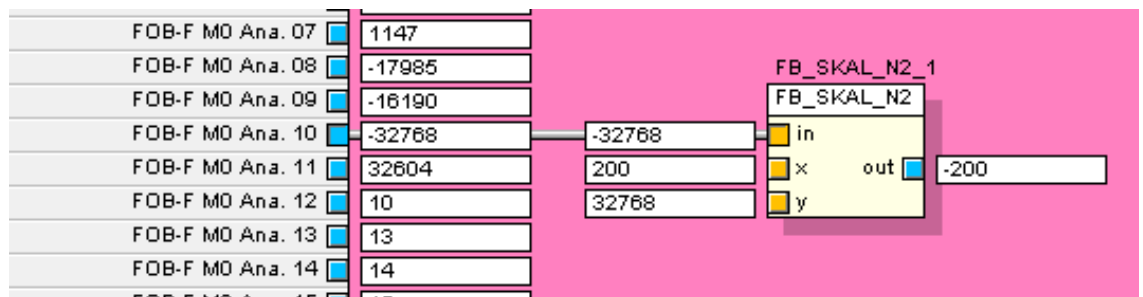 FOB-F M0 Ana. 07 1147
FOB-F M0 Ana. 08 -17985 FB_SKAL_N2_1
FOB-F M0 Ana. 09 -16190 FB_SKAL_N2
FOB-F M0 Ana. 10 -32768 -32768 in
FOB-F M0 Ana. 11 32604 200 x out -200
FOB-F M0 Ana. 12 10 32768 y
FOB-F M0 Ana. 13 13
FOB-F M0 Ana. 14 14